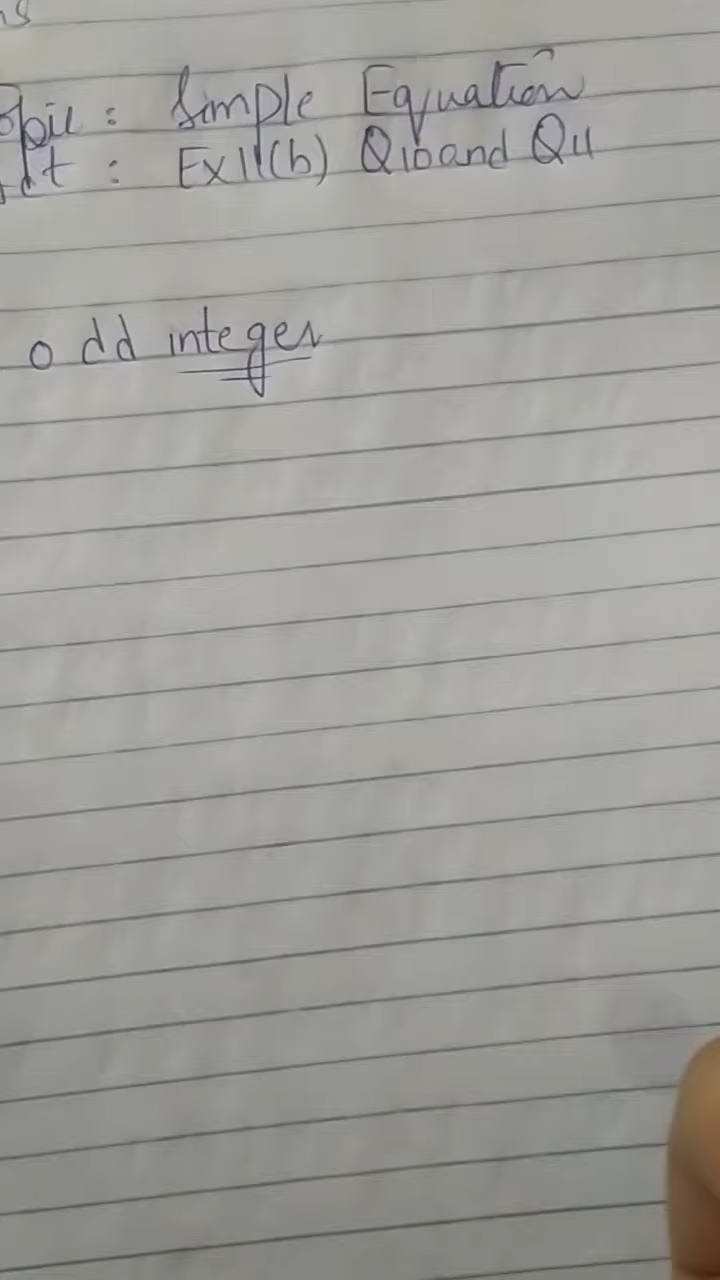 : Simple Equation
: Ex 11(b) Q10 and Q11
odd integer